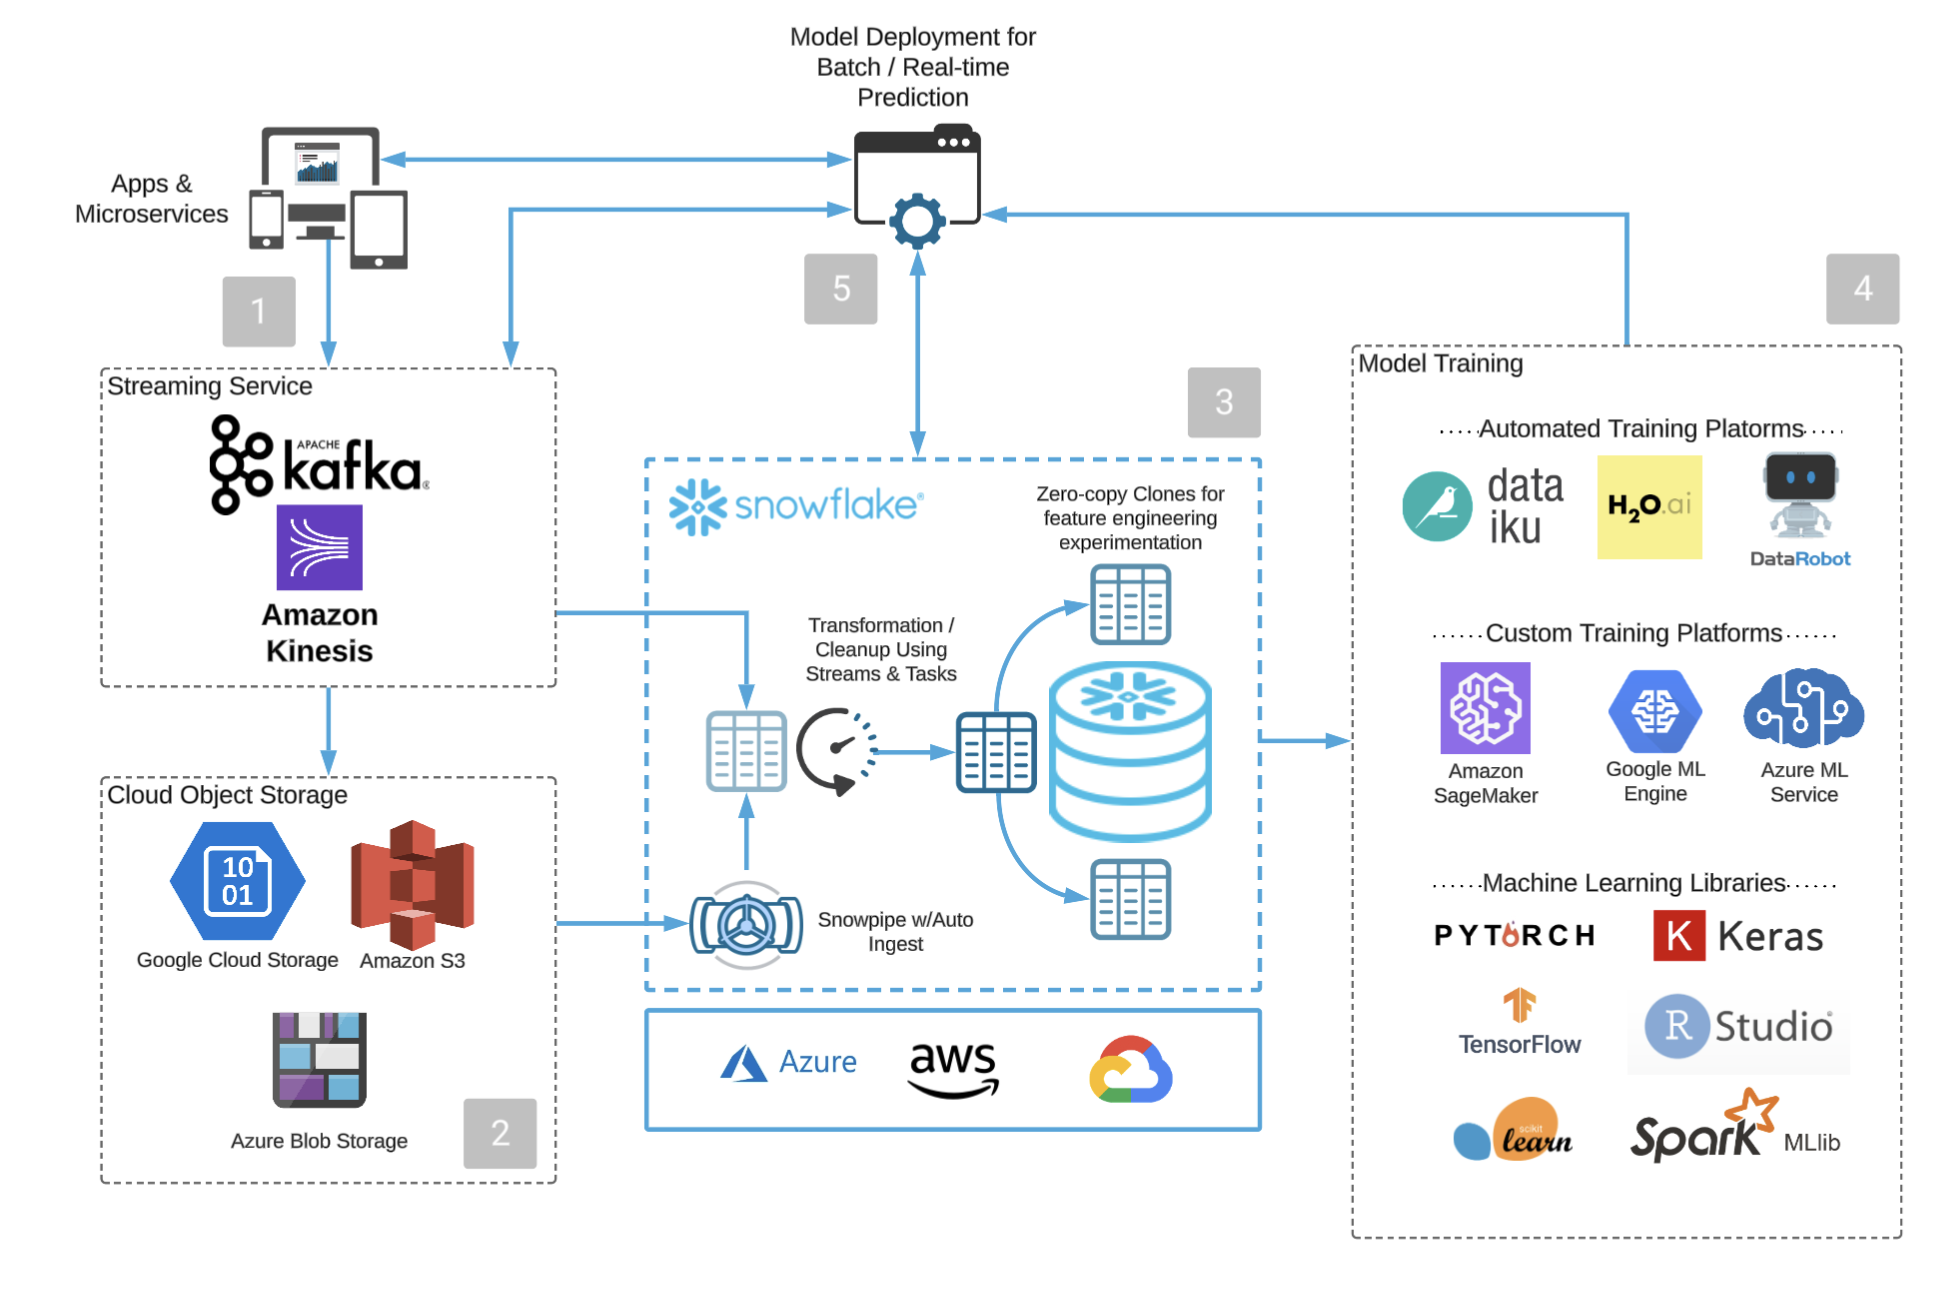 Model Deployment for
Batch / Real-time
Prediction
Apps &
Microservices
1
5
4
Streaming Service
APACHE
kafka
Amazon
Kinesis
3
snowflake®
Zero-copy Clones for
feature engineering
experimentation
Transformation /
Cleanup Using
Streams & Tasks
Snowpipe w/Auto
Ingest
Cloud Object Storage
10
01
Google Cloud Storage
Amazon S3
Azure Blob Storage
2
Azure
aws
Model Training
Automated Training Platorms
data
iku
H2O.ai
DataRobot
Custom Training Platforms
Amazon
SageMaker
Google ML
Engine
Azure ML
Service
Machine Learning Libraries
PYTORCH
K Keras
TensorFlow
R Studio
scikit
learn
Spark MLlib